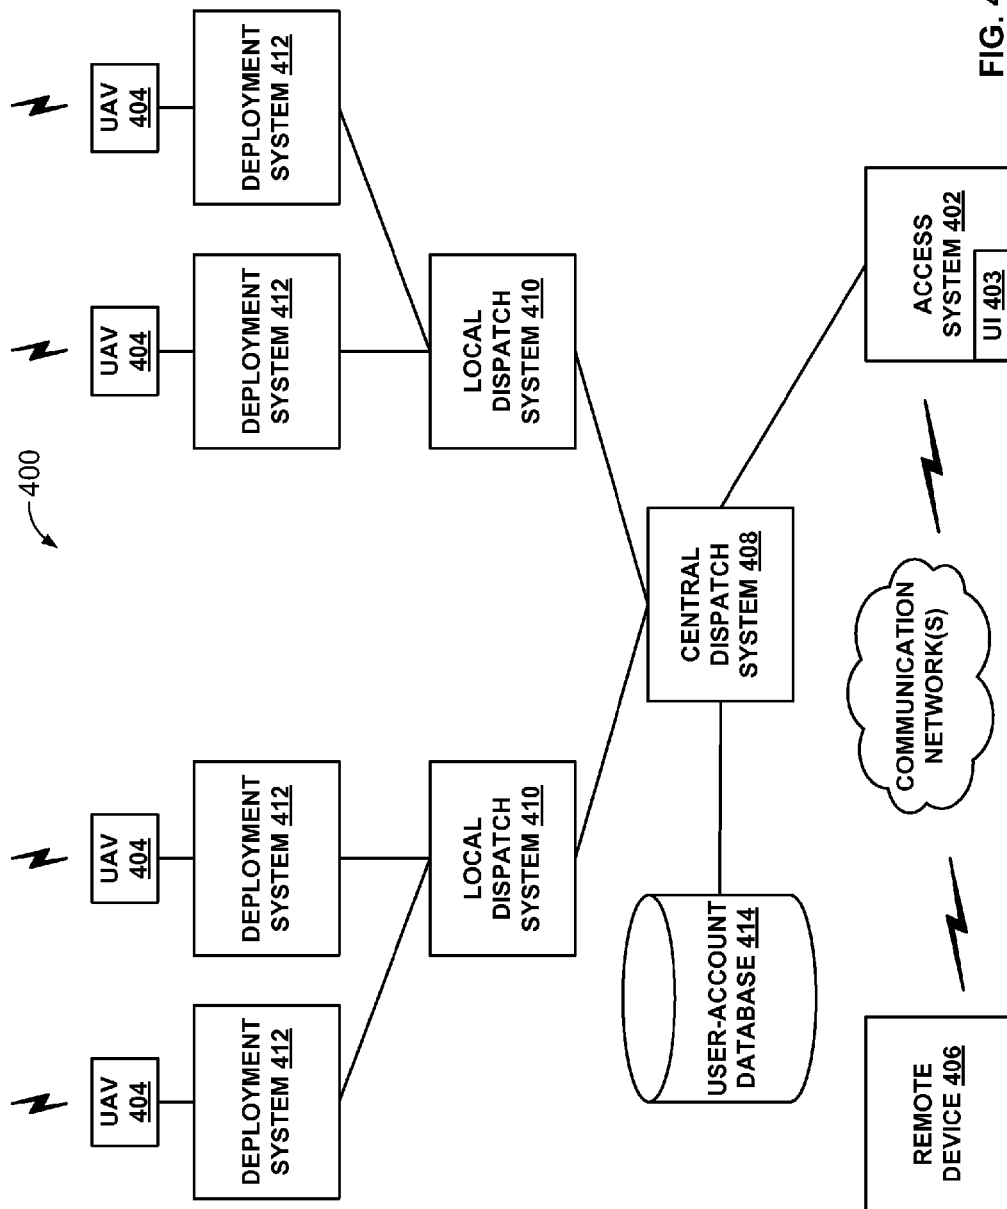 400
UAV
404
UAV
404
UAV
404
UAV
404
DEPLOYMENT
SYSTEM 412
DEPLOYMENT
SYSTEM 412
DEPLOYMENT
SYSTEM 412
DEPLOYMENT
SYSTEM 412
LOCAL
DISPATCH
SYSTEM 410
LOCAL
DISPATCH
SYSTEM 410
CENTRAL
DISPATCH
SYSTEM 408
USER-ACCOUNT
DATABASE 414
REMOTE
DEVICE 406
COMMUNICATION
NETWORK(S)
ACCESS
SYSTEM 402
UI 403
FIG. 4